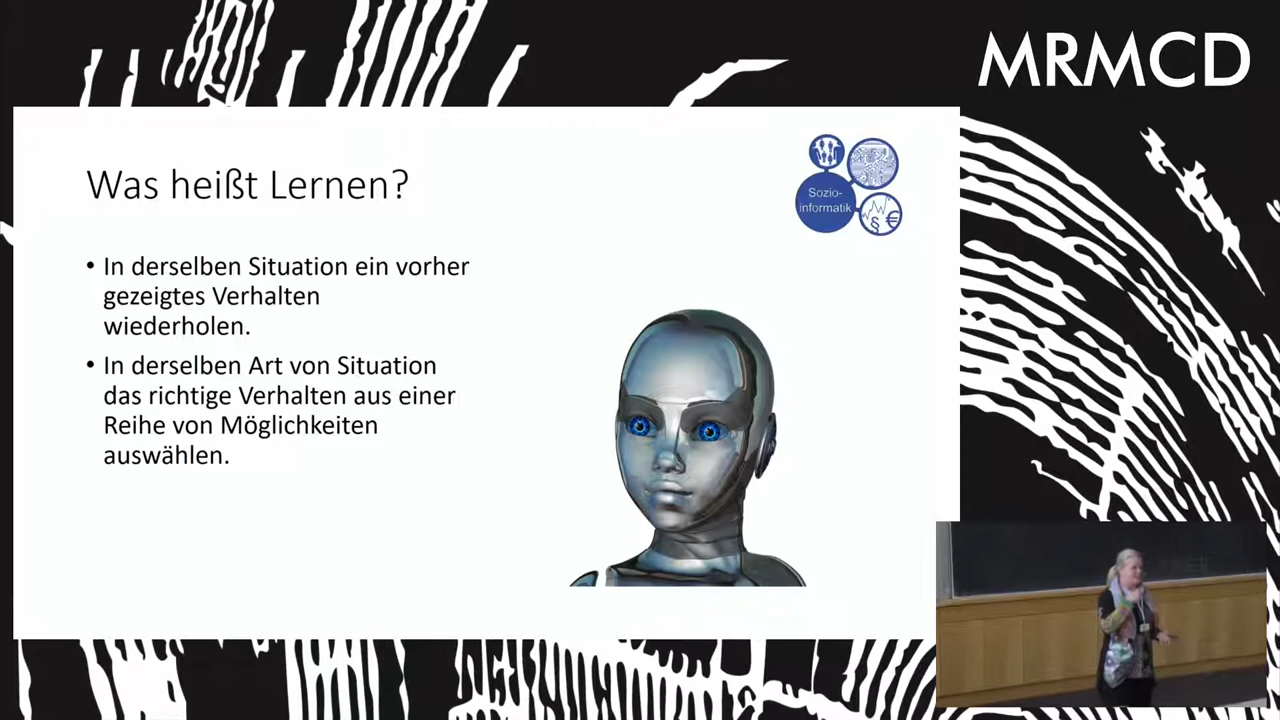 MRMCD
Was heißt Lernen?
Sozio-
informatik
§ €
• In derselben Situation ein vorher
gezeigtes Verhalten
wiederholen.
• In derselben Art von Situation
das richtige Verhalten aus einer
Reihe von Möglichkeiten
auswählen.